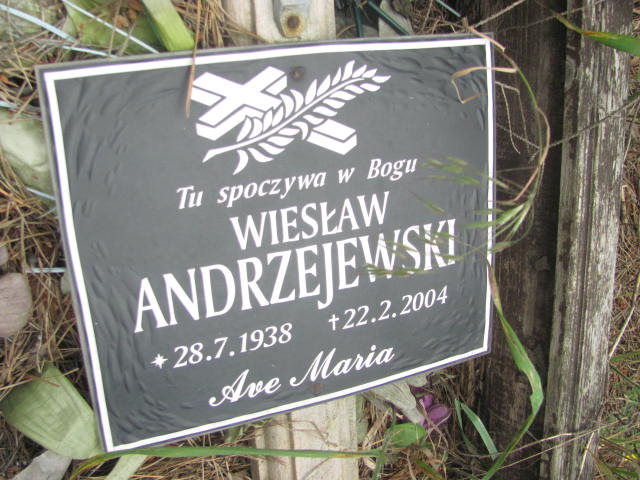 Tu spoczywa w Bogu
WIESŁAW
ANDRZEJEWSKI
* 28.7.1938 † 22.2.2004
Ave Maria